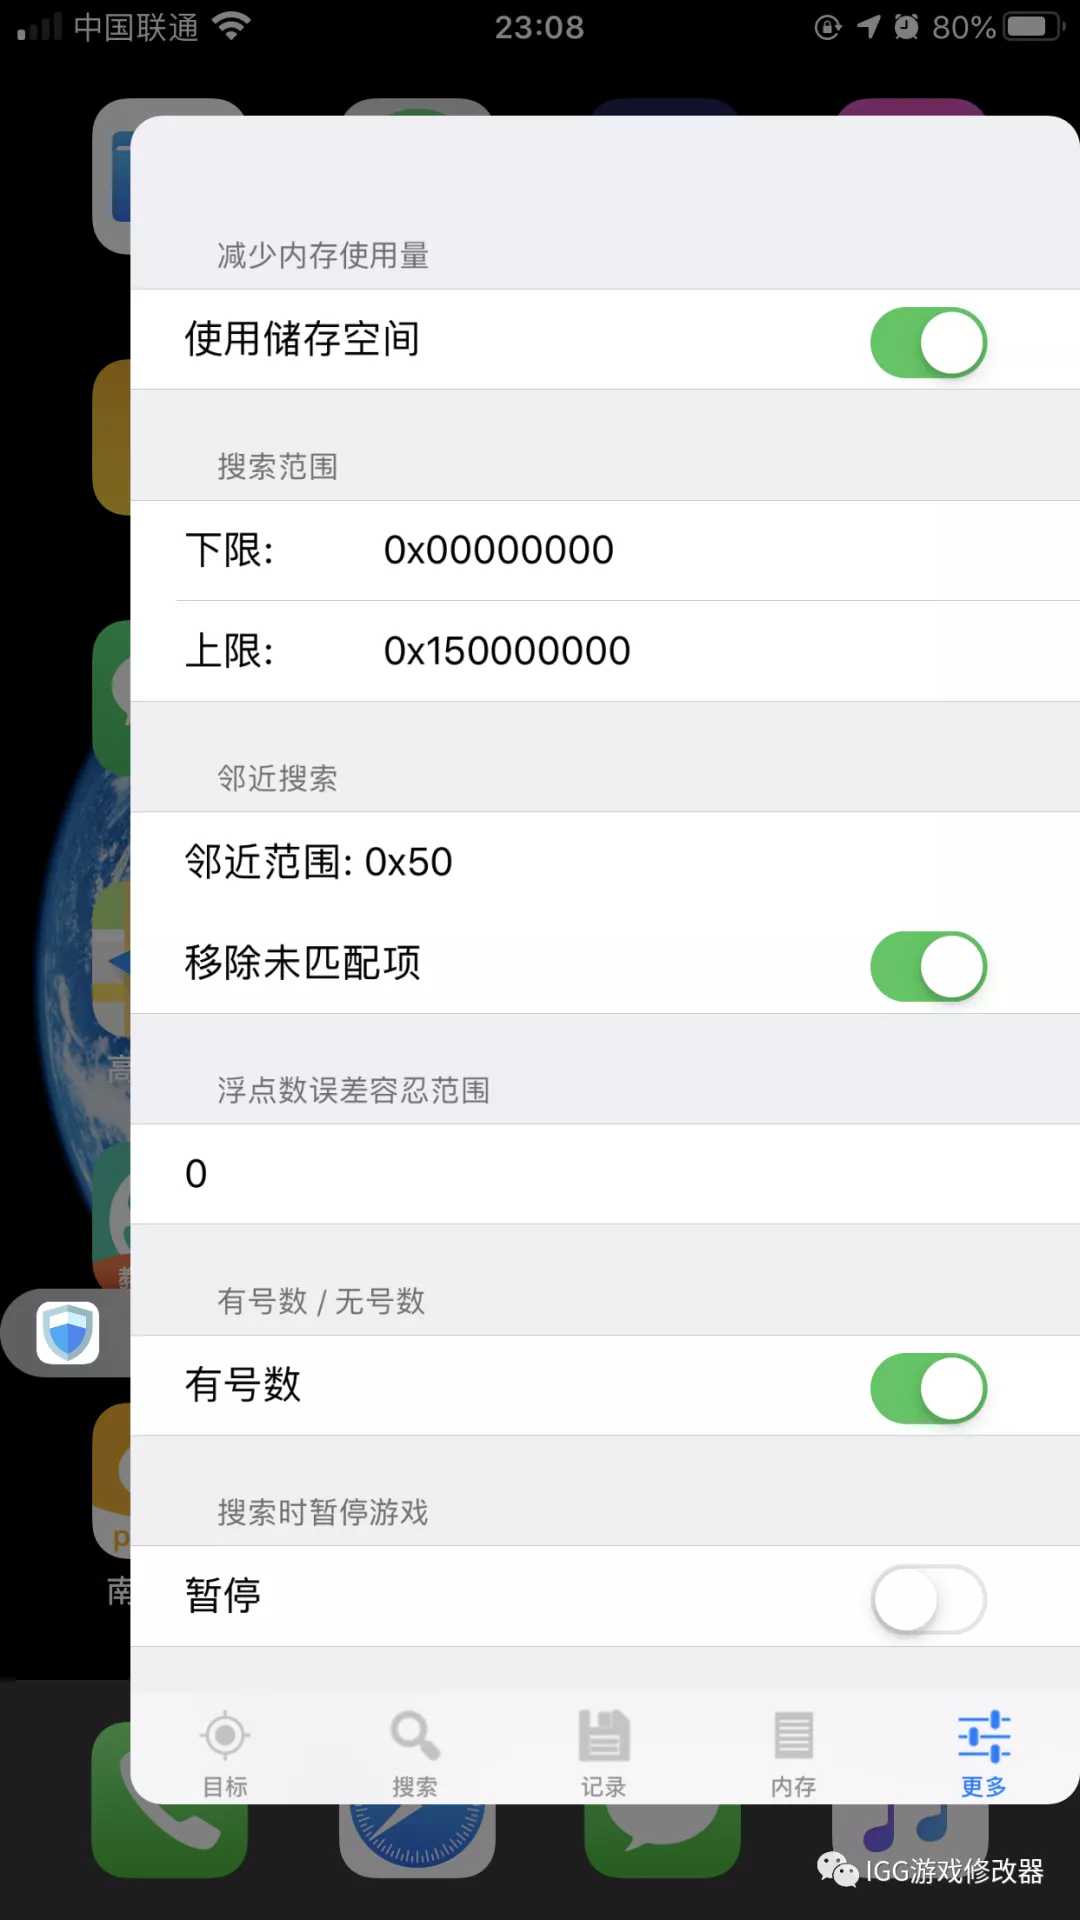 中国联通
23:08
80%
减少内存使用量
使用储存空间
搜索范围
下限: 0x00000000
上限: 0x150000000
邻近搜索
邻近范围: 0x50
移除未匹配项
高
浮点数误差容忍范围
0
教
有号数 / 无号数
有号数
搜索时暂停游戏
p
暂停
南
目标 搜索 记录 内存 更多
IGG游戏修改器